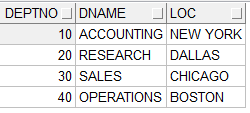 DEPTNO DNAME LOC
10 ACCOUNTING NEW YORK
20 RESEARCH DALLAS
30 SALES CHICAGO
40 OPERATIONS BOSTON